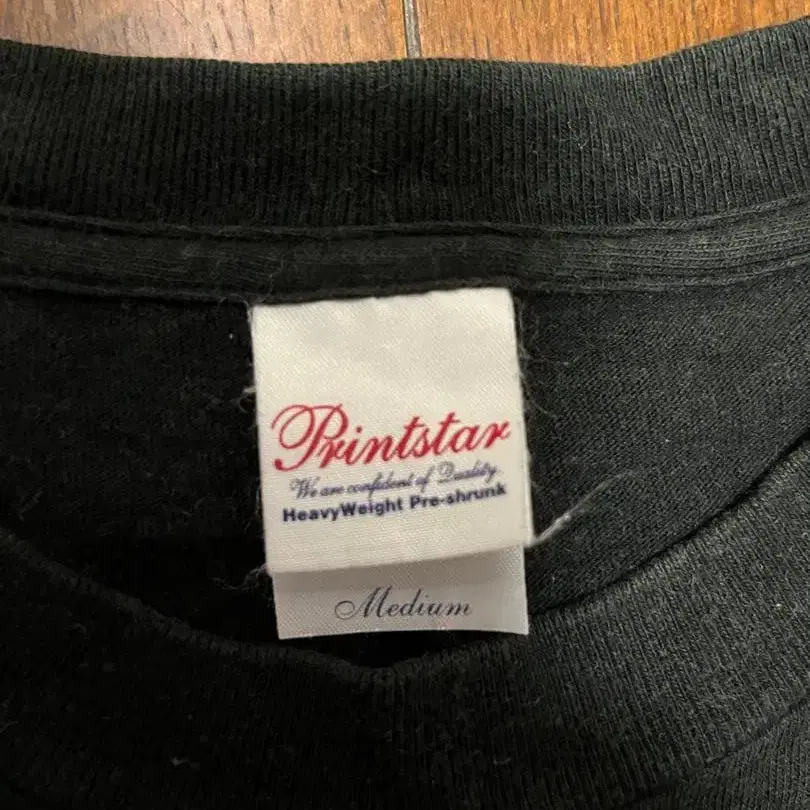 Printstar
We are confident of Quality
HeavyWeight Pre-shrunk
Medium